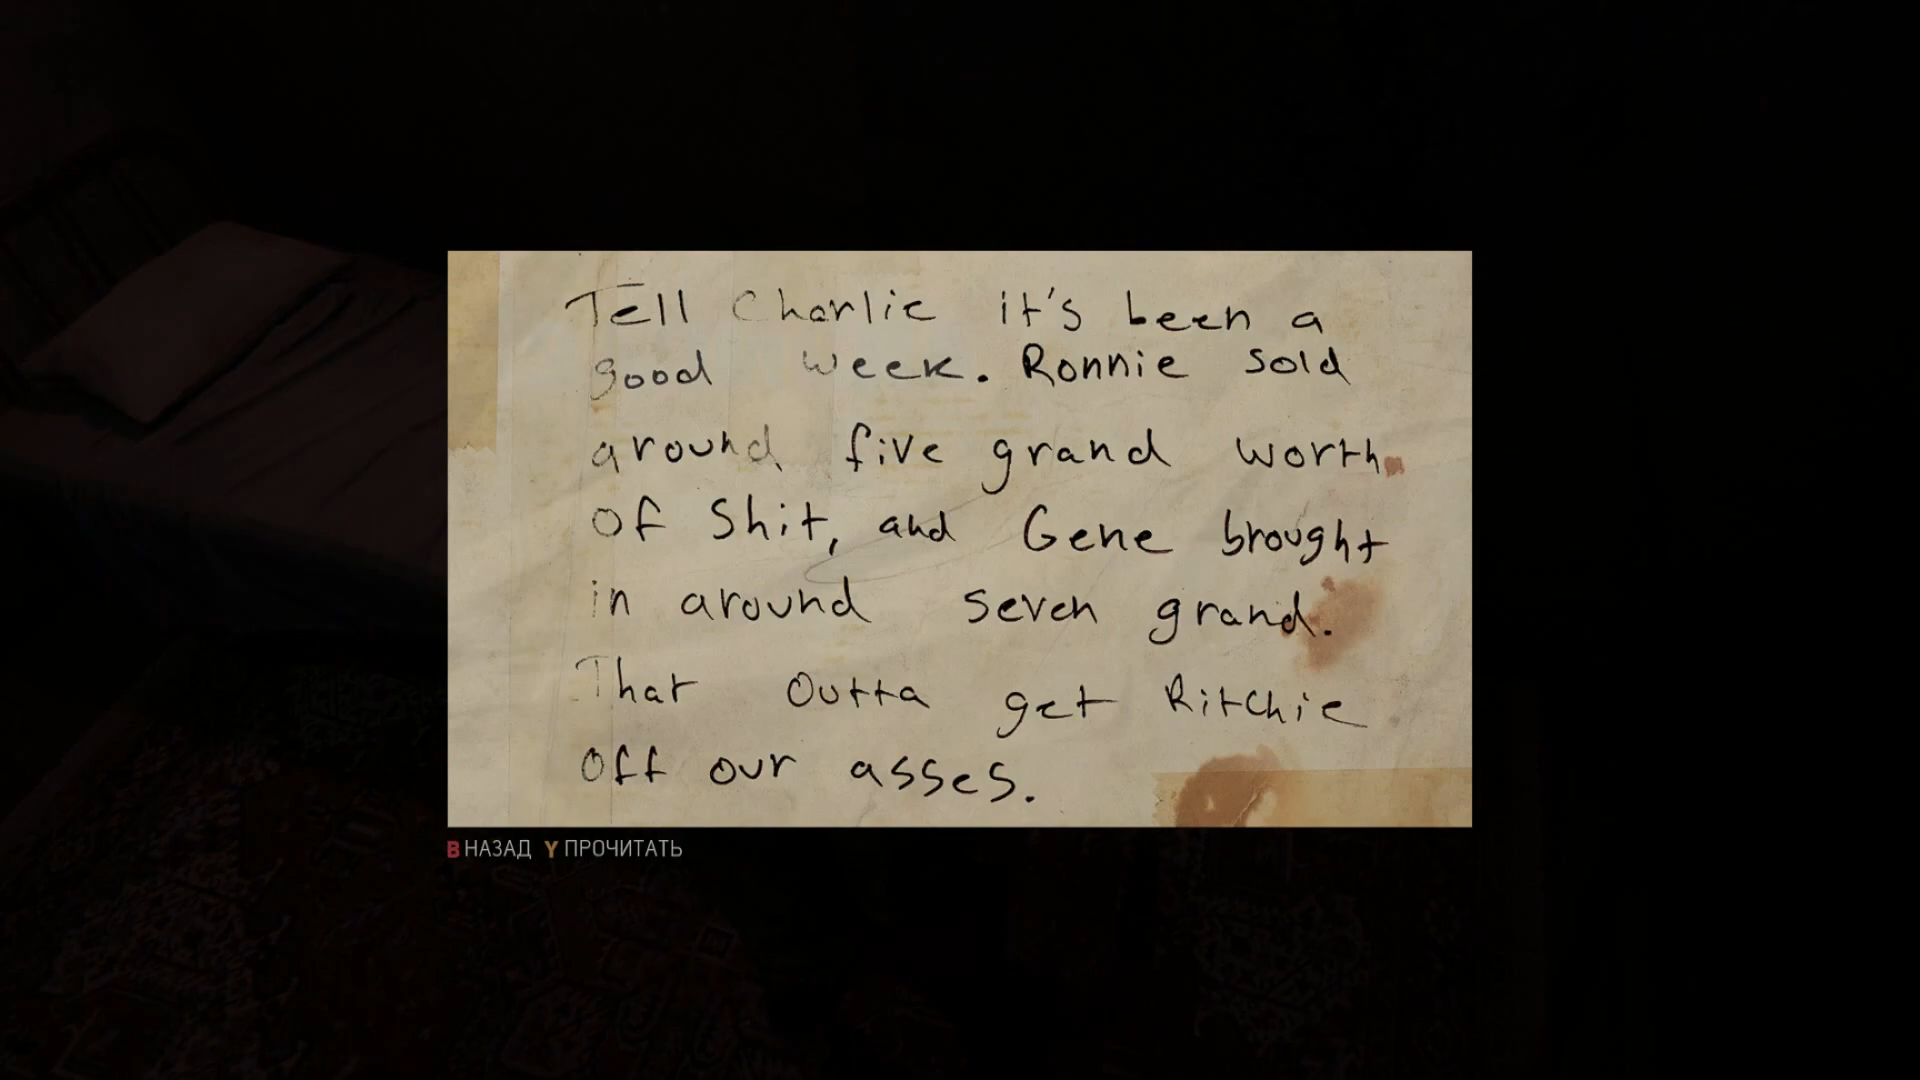 Tell Charlie it's been a
good week. Ronnie sold
around five grand worth
of Shit, and Gene brought
in around seven grand.
That outta get Ritchie
off our asses.
B НАЗАД Y ПРОЧИТАТЬ